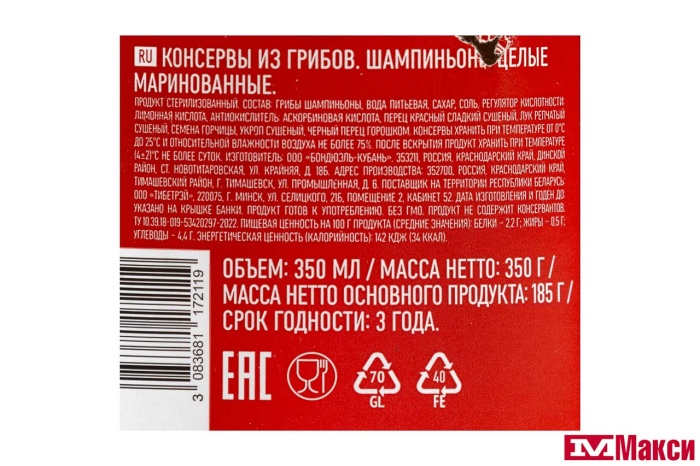 RU КОНСЕРВЫ ИЗ ГРИБОВ. ШАМПИНЬОНЫ ЦЕЛЫЕ
МАРИНОВАННЫЕ.
ПРОДУКТ СТЕРИЛИЗОВАННЫЙ. СОСТАВ: ГРИБЫ ШАМПИНЬОНЫ, ВОДА ПИТЬЕВАЯ, САХАР, СОЛЬ, РЕГУЛЯТОР КИСЛОТНОСТИ:
ЛИМОННАЯ КИСЛОТА, АНТИОКИСЛИТЕЛЬ: АСКОРБИНОВАЯ КИСЛОТА, ПЕРЕЦ КРАСНЫЙ СЛАДКИЙ СУШЕНЫЙ, ЛУК РЕПЧАТЫЙ
СУШЕНЫЙ, СЕМЕНА ГОРЧИЦЫ, УКРОП СУШЕНЫЙ, ЧЕРНЫЙ ПЕРЕЦ ГОРОШКОМ. КОНСЕРВЫ ХРАНИТЬ ПРИ ТЕМПЕРАТУРЕ ОТ 0°С
ДО 25°С И ОТНОСИТЕЛЬНОЙ ВЛАЖНОСТИ ВОЗДУХА НЕ БОЛЕЕ 75%. ПОСЛЕ ВСКРЫТИЯ ПРОДУКТ ХРАНИТЬ ПРИ ТЕМПЕРАТУРЕ
(4±2)°С НЕ БОЛЕЕ СУТОК. ИЗГОТОВИТЕЛЬ: ООО «БОНДЮЭЛЬ-КУБАНЬ», 353211, РОССИЯ, КРАСНОДАРСКИЙ КРАЙ, ДИНСКОЙ
РАЙОН, СТ. НОВОТИТАРОВСКАЯ, УЛ. КРАЙНЯЯ, Д. 18Б. АДРЕС ПРОИЗВОДСТВА: 352700, РОССИЯ, КРАСНОДАРСКИЙ КРАЙ,
ТИМАШЕВСКИЙ РАЙОН, Г. ТИМАШЕВСК, УЛ. ПРОМЫШЛЕННАЯ, Д. 6. ПОСТАВЩИК НА ТЕРРИТОРИИ РЕСПУБЛИКИ БЕЛАРУСЬ:
ООО «ТИБЕТРЭЙ», 220075, Г. МИНСК, УЛ. СЕЛИЦКОГО, 21Б, ПОМЕЩЕНИЕ 2, КАБИНЕТ 52. ДАТА ИЗГОТОВЛЕНИЯ И ГОДЕН ДО:
УКАЗАНО НА КРЫШКЕ БАНКИ. ПРОДУКТ ГОТОВ К УПОТРЕБЛЕНИЮ. БЕЗ ГМО. ПРОДУКТ НЕ СОДЕРЖИТ КОНСЕРВАНТОВ.
ТУ 10.39.18-019-53420297-2022. ПИЩЕВАЯ ЦЕННОСТЬ НА 100 Г ПРОДУКТА (СРЕДНИЕ ЗНАЧЕНИЯ): БЕЛКИ - 2,2 Г; ЖИРЫ - 0,5 Г;
УГЛЕВОДЫ - 4,4 Г. ЭНЕРГЕТИЧЕСКАЯ ЦЕННОСТЬ (КАЛОРИЙНОСТЬ): 142 КДЖ (34 ККАЛ).
ОБЪЕМ: 350 МЛ / МАССА НЕТТО: 350 Г /
МАССА НЕТТО ОСНОВНОГО ПРОДУКТА: 185 Г /
СРОК ГОДНОСТИ: 3 ГОДА.
3 083681 172119
EAC
70
GL
40
FE
Макси